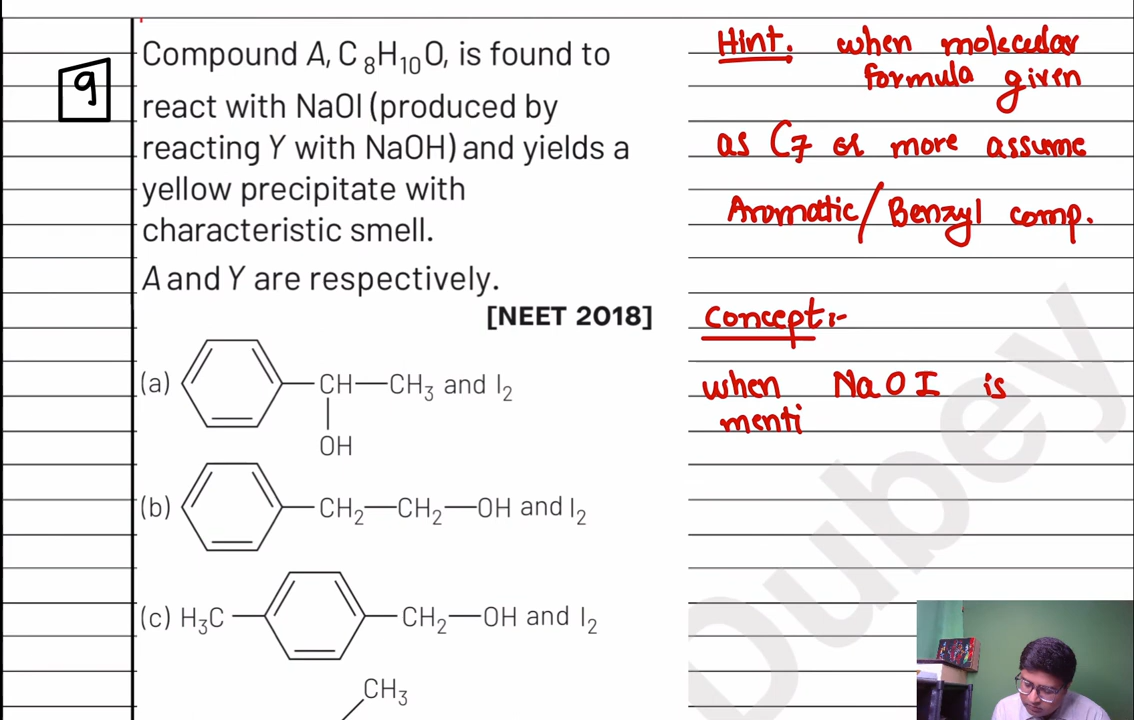 9
Compound A, C8H10O, is found to
react with NaOI (produced by
reacting Y with NaOH) and yields a
yellow precipitate with
characteristic smell.
A and Y are respectively.
[NEET 2018]
(a) CH—CH3 and I2
OH
(b) CH2—CH2—OH and I2
(c) H3C CH2—OH and I2
CH3
Hint. when molecular
formula given
as C7 or more assume
Aromatic/Benzyl comp.
Concept:-
when NaOI is
menti
Dubey